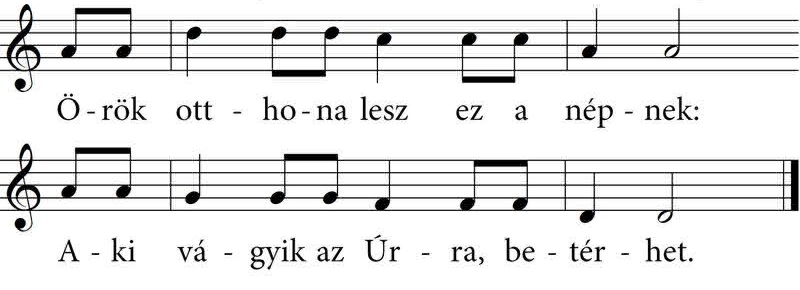 Ö - rök ott - ho - na lesz ez a nép - nek:
A - ki vá - gyik az Úr - ra, be - tér - het.